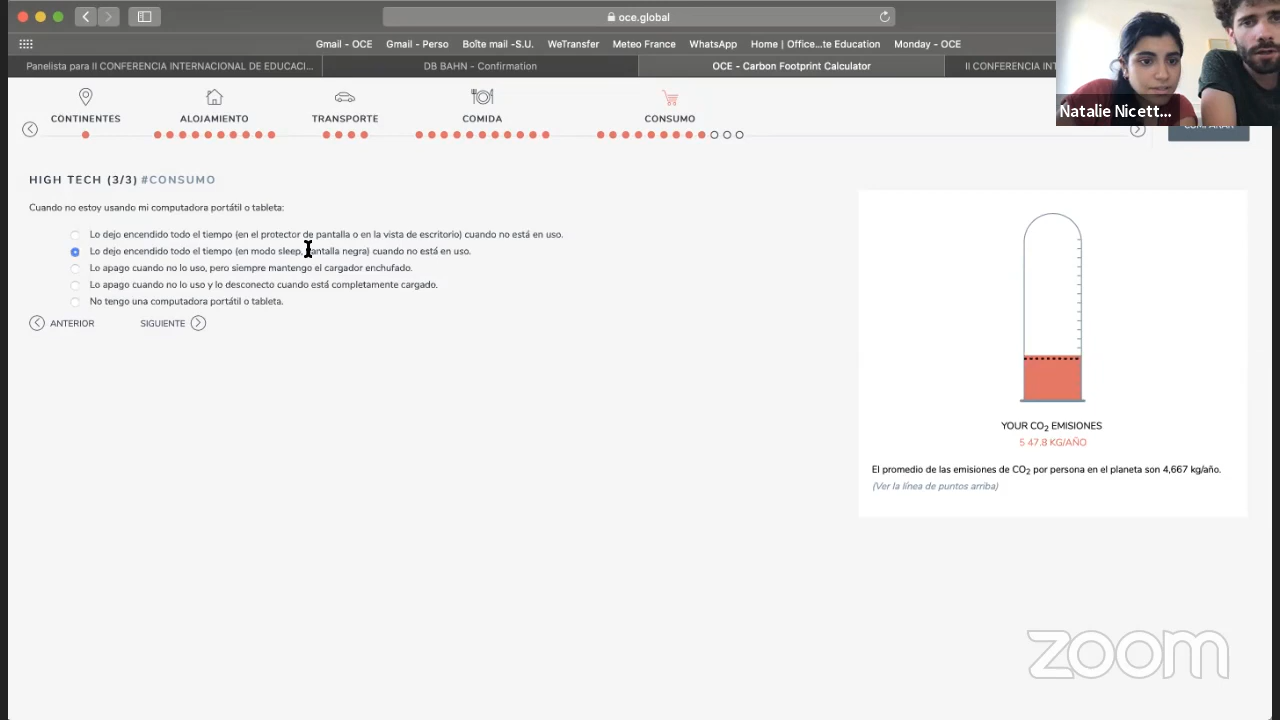 oce.global
Gmail - OCE Gmail - Perso Boîte mail -S.U. WeTransfer Meteo France WhatsApp Home | Office...te Education Monday - OCE
Panelista para II CONFERENCIA INTERNACIONAL DE EDUCACI... DB BAHN - Confirmation OCE - Carbon Footprint Calculator II CONFERENCIA INT
Natalie Nicett...
CONTINENTES ALOJAMIENTO TRANSPORTE COMIDA CONSUMO
COMPARAR
HIGH TECH (3/3) #CONSUMO
Cuando no estoy usando mi computadora portátil o tableta:
Lo dejo encendido todo el tiempo (en el protector de pantalla o en la vista de escritorio) cuando no está en uso.
Lo dejo encendido todo el tiempo (en modo sleep, pantalla negra) cuando no está en uso.
Lo apago cuando no lo uso, pero siempre mantengo el cargador enchufado.
Lo apago cuando no lo uso y lo desconecto cuando está completamente cargado.
No tengo una computadora portátil o tableta.
ANTERIOR SIGUIENTE
YOUR CO2 EMISIONES
5 47.8 KG/AÑO
El promedio de las emisiones de CO2 por persona en el planeta son 4,667 kg/año.
(Ver la línea de puntos arriba)
zoom